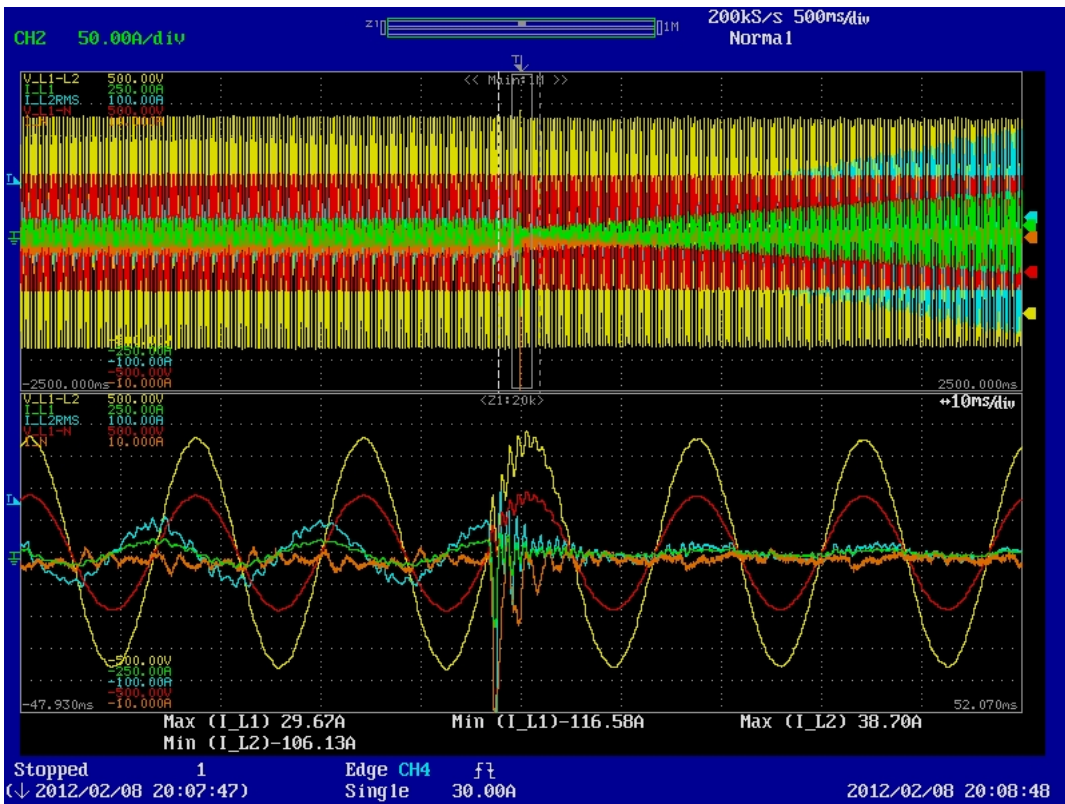 200kS/s 500ms/div
CH2 50.00A/div
Z1
1M
Normal
T
<< Main:1M >>
V_L1-L2 500.00V
I_L1 250.00A
I_L2RMS 100.00A
V_L1-N 500.00V
-250.00A
-100.00A
-500.00V
-10.000A
-2500.000ms
2500.000ms
V_L1-L2 500.00V
I_L1 250.00A
I_L2RMS 100.00A
V_L1-N 500.00V
I_N 10.000A
<Z1:20k>
↔10ms/div
T
-500.00V
-250.00A
-100.00A
-500.00V
-10.000A
-47.930ms
52.070ms
Max (I_L1) 29.67A Min (I_L1)-116.58A Max (I_L2) 38.70A
Min (I_L2)-106.13A
Stopped 1 Edge CH4
(↓ 2012/02/08 20:07:47) Single 30.00A 2012/02/08 20:08:48